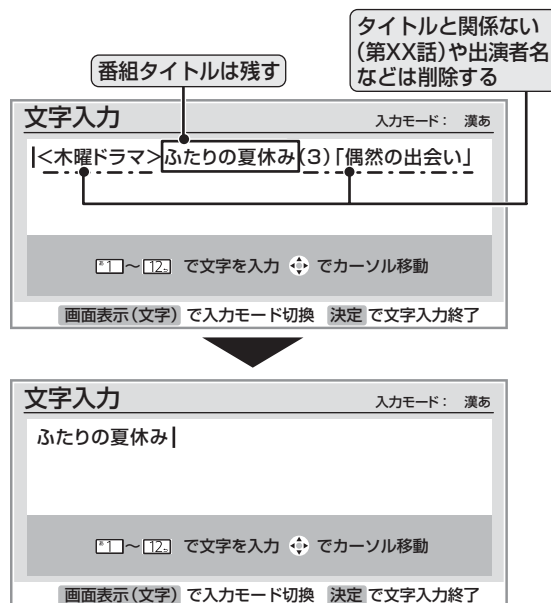 タイトルと関係ない
(第XX話)や出演者名
などは削除する
番組タイトルは残す
文字入力
入力モード： 漢あ
<木曜ドラマ>ふたりの夏休み(3)「偶然の出会い」
1～12 で文字を入力 でカーソル移動
画面表示(文字)で入力モード切換 決定で文字入力終了
文字入力
入力モード： 漢あ
ふたりの夏休み
1～12 で文字を入力 でカーソル移動
画面表示(文字)で入力モード切換 決定で文字入力終了